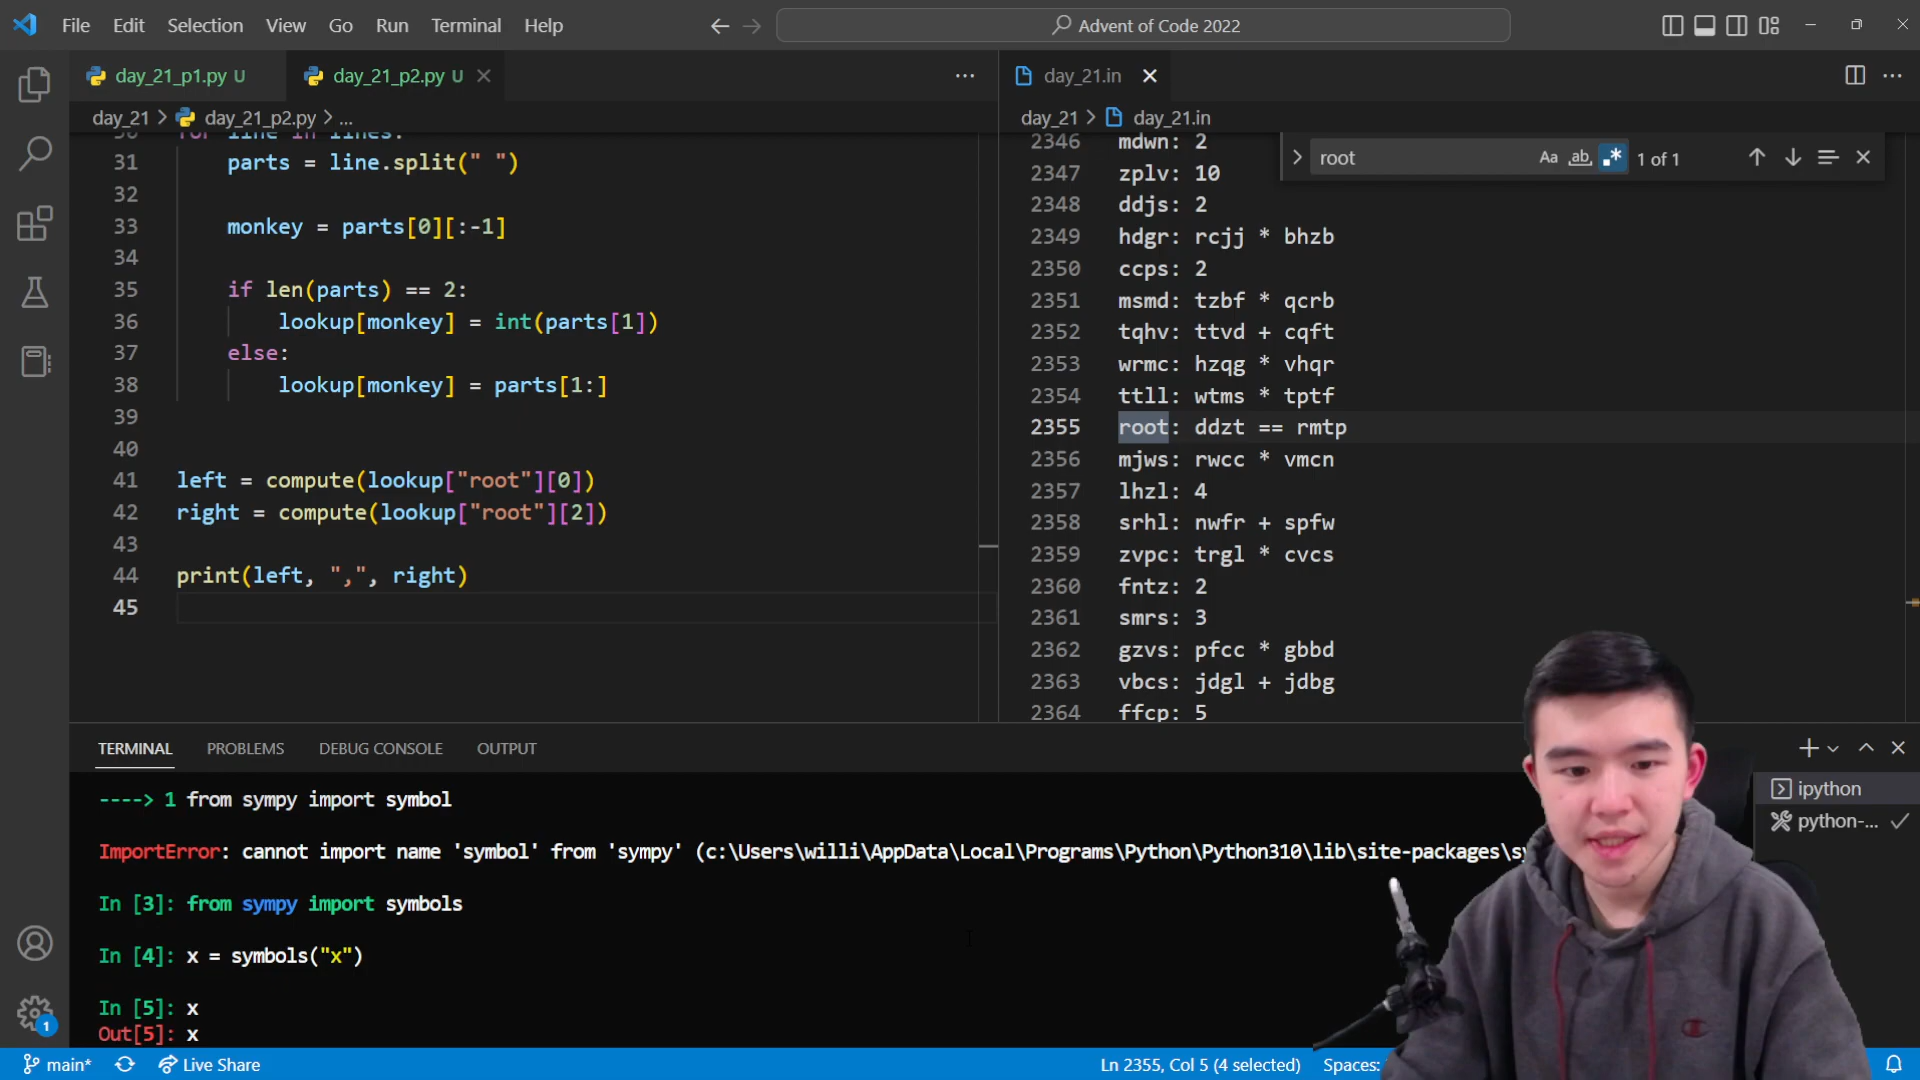 File Edit Selection View Go Run Terminal Help
Advent of Code 2022
day_21_p1.py U
day_21_p2.py U
day_21 > day_21_p2.py > ...
31 parts = line.split(" ")
32
33 monkey = parts[0][:-1]
34
35 if len(parts) == 2:
36 lookup[monkey] = int(parts[1])
37 else:
38 lookup[monkey] = parts[1:]
39
40
41 left = compute(lookup["root"][0])
42 right = compute(lookup["root"][2])
43
44 print(left, ",", right)
45
day_21.in
day_21 > day_21.in
root
Aa ab .* 1 of 1
2346 mdwn: 2
2347 zplv: 10
2348 ddjs: 2
2349 hdgr: rcjj * bhzb
2350 ccps: 2
2351 msmd: tzbf * qcrb
2352 tqhv: ttvd + cqft
2353 wrmc: hzqg * vhqr
2354 ttll: wtms * tptf
2355 root: ddzt == rmtp
2356 mjws: rwcc * vmcn
2357 lhzl: 4
2358 srhl: nwfr + spfw
2359 zvpc: trgl * cvcs
2360 fntz: 2
2361 smrs: 3
2362 gzvs: pfcc * gbbd
2363 vbcs: jdgl + jdbg
2364 ffcp: 5
TERMINAL PROBLEMS DEBUG CONSOLE OUTPUT
----> 1 from sympy import symbol
ImportError: cannot import name 'symbol' from 'sympy' (c:\Users\willi\AppData\Local\Programs\Python\Python310\lib\site-packages\sy
In [3]: from sympy import symbols
In [4]: x = symbols("x")
In [5]: x
Out[5]: x
ipython
python-...
1
main*
Live Share
Ln 2355, Col 5 (4 selected)
Spaces: